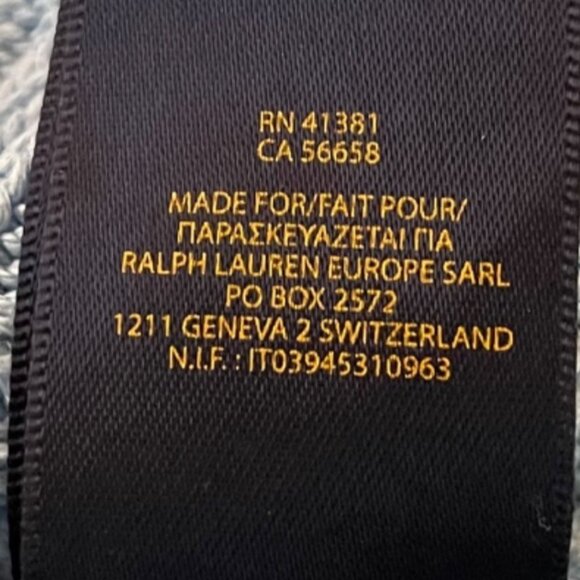 RN 41381
CA 56658
MADE FOR/FAIT POUR/
ΠΑΡΑΣΚΕΥΑΖΕΤΑΙ ΓΙΑ
RALPH LAUREN EUROPE SARL
PO BOX 2572
1211 GENEVA 2 SWITZERLAND
N.I.F. : IT03945310963